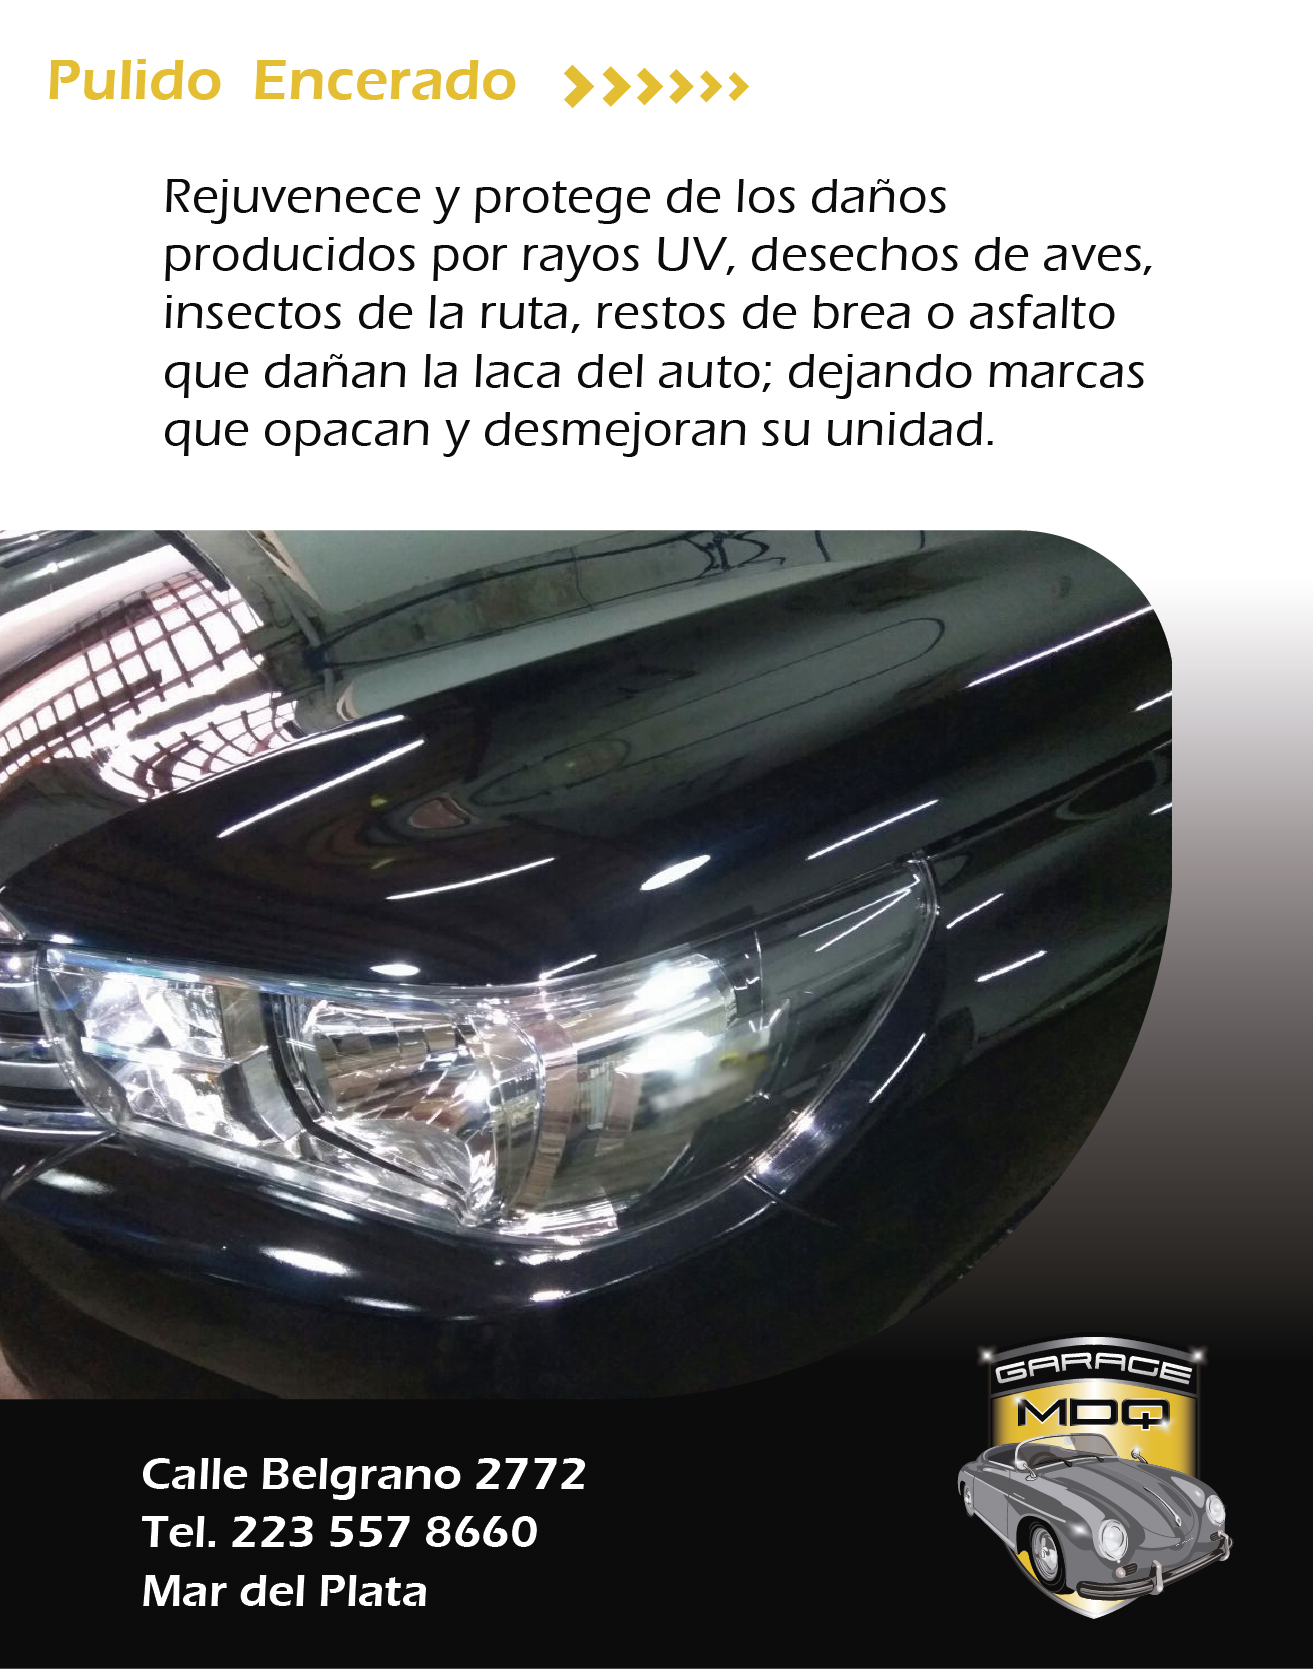 Pulido Encerado
Rejuvenece y protege de los daños
producidos por rayos UV, desechos de aves,
insectos de la ruta, restos de brea o asfalto
que dañan la laca del auto; dejando marcas
que opacan y desmejoran su unidad.
GARAGE
MDQ
Calle Belgrano 2772
Tel. 223 557 8660
Mar del Plata